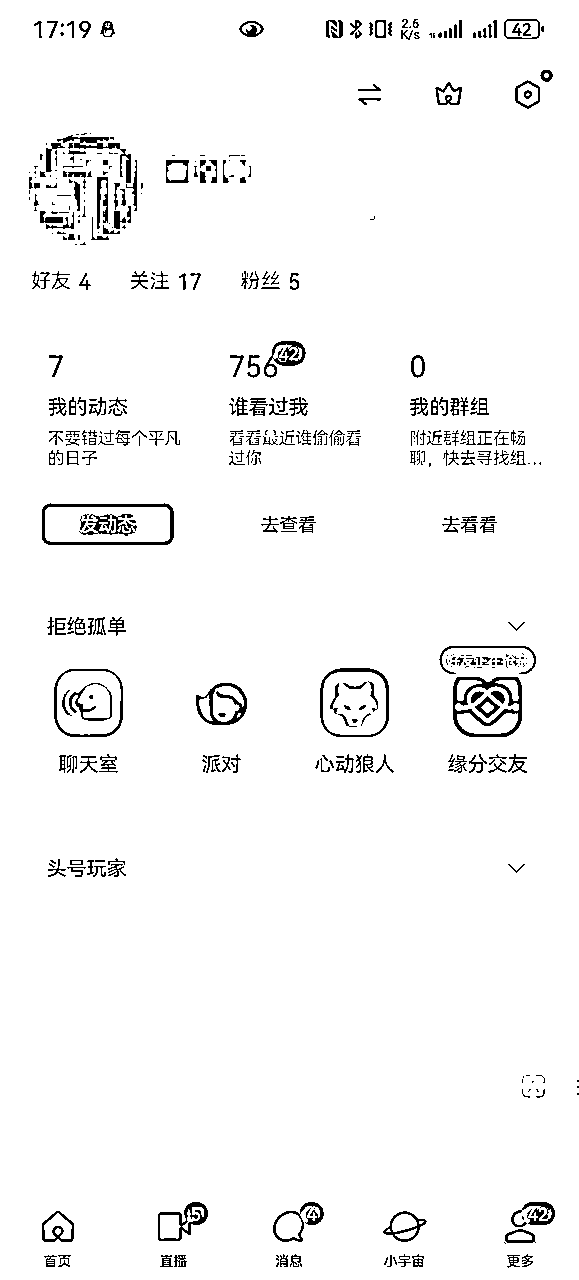 17:19
2.6
K/s
42
好友 4 关注 17 粉丝 5
7 756 42 0
我的动态 谁看过我 我的群组
不要错过每个平凡 看看最近谁偷偷看 附近群组正在畅
的日子 过你 聊，快去寻找组...
发动态 去查看 去看看
拒绝孤单
聊天室 派对 心动狼人 缘分交友
头号玩家
5 4 42
首页 直播 消息 小宇宙 更多